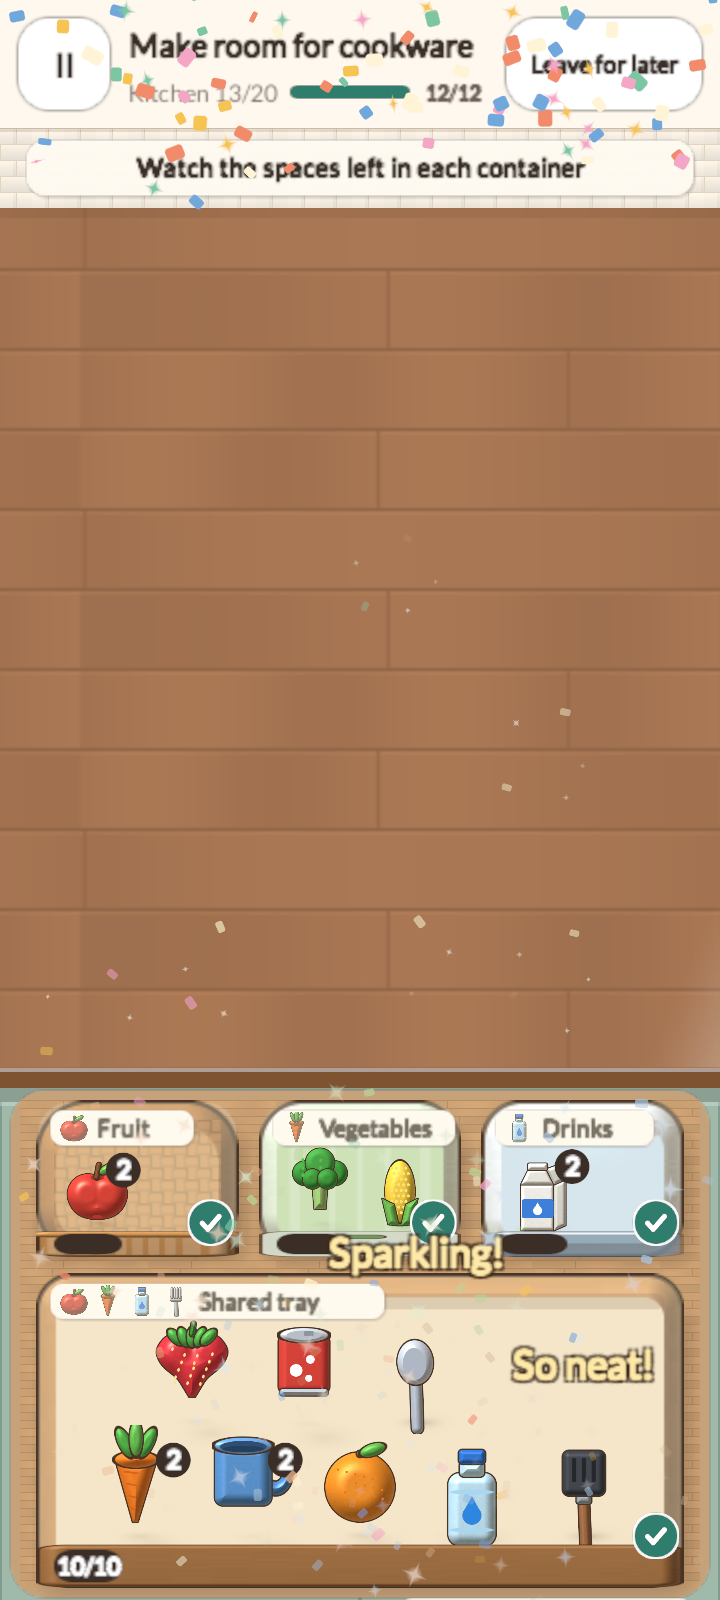 Make room for cookware
Leave for later
Kitchen 13/20
12/12
Watch the spaces left in each container
Fruit
Vegetables
Drinks
2
2
Sparkling!
Shared tray
So neat!
2
2
10/10